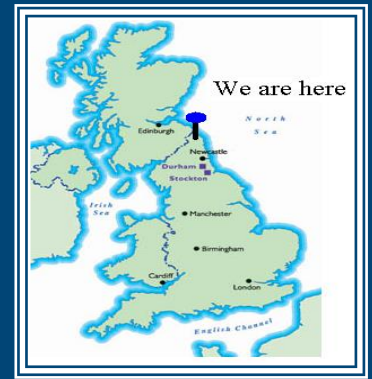 We are here
North
Sea
Edinburgh
Newcastle
Durham
Stockton
Irish
Sea
Manchester
Birmingham
Cardiff
London
English Channel